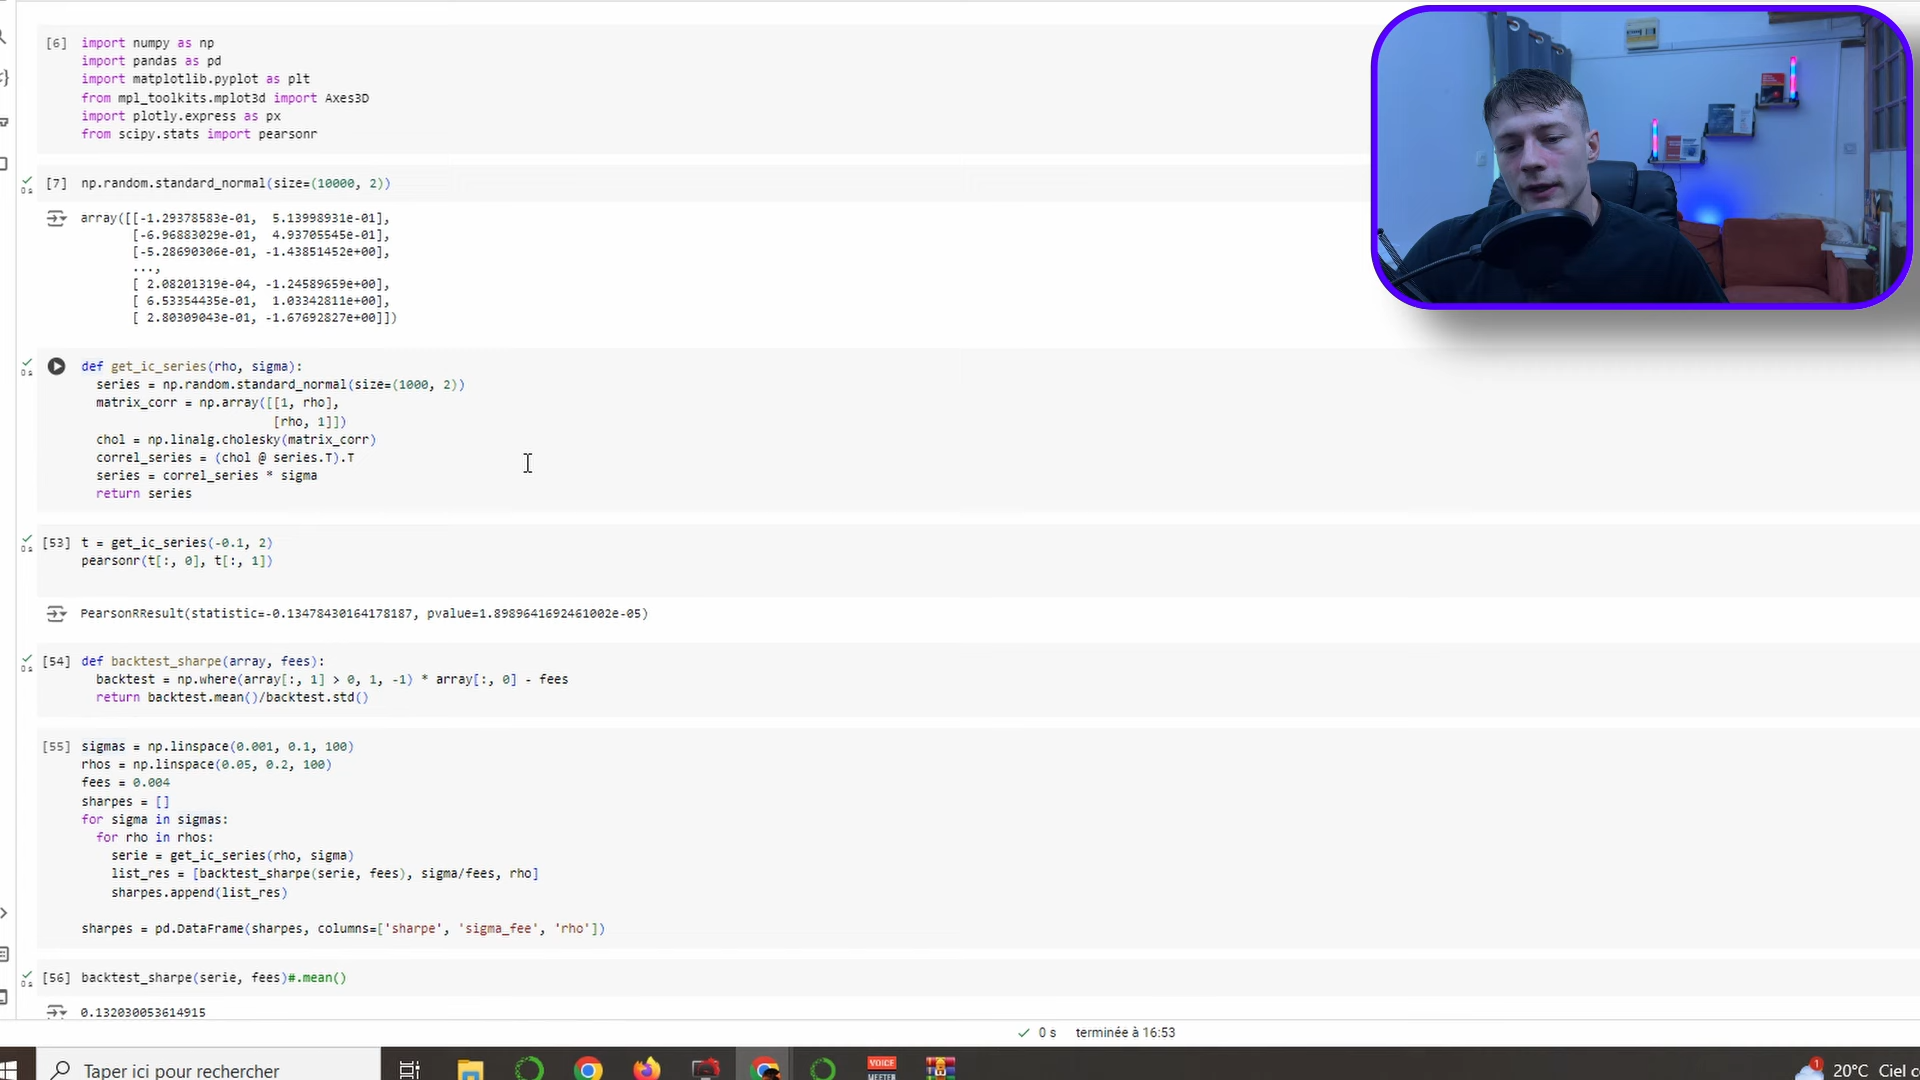 [6] import numpy as np
import pandas as pd
import matplotlib.pyplot as plt
from mpl_toolkits.mplot3d import Axes3D
import plotly.express as px
from scipy.stats import pearsonr
0s [7] np.random.standard_normal(size=(10000, 2))
array([[-1.29378583e-01, 5.13998931e-01],
[-6.96883029e-01, 4.93705545e-01],
[-5.28690306e-01, -1.43851452e+00],
...,
[ 2.08201319e-04, -1.24589659e+00],
[ 6.53354435e-01, 1.03342811e+00],
[ 2.80309043e-01, -1.67692827e+00]])
0s def get_ic_series(rho, sigma):
series = np.random.standard_normal(size=(1000, 2))
matrix_corr = np.array([[1, rho],
[rho, 1]])
chol = np.linalg.cholesky(matrix_corr)
correl_series = (chol @ series.T).T
series = correl_series * sigma
return series
0s [53] t = get_ic_series(-0.1, 2)
pearsonr(t[:, 0], t[:, 1])
PearsonRResult(statistic=-0.13478430164178187, pvalue=1.8989641692461002e-05)
0s [54] def backtest_sharpe(array, fees):
backtest = np.where(array[:, 1] > 0, 1, -1) * array[:, 0] - fees
return backtest.mean()/backtest.std()
[55] sigmas = np.linspace(0.001, 0.1, 100)
rhos = np.linspace(0.05, 0.2, 100)
fees = 0.004
sharpes = []
for sigma in sigmas:
for rho in rhos:
serie = get_ic_series(rho, sigma)
list_res = [backtest_sharpe(serie, fees), sigma/fees, rho]
sharpes.append(list_res)
sharpes = pd.DataFrame(sharpes, columns=['sharpe', 'sigma_fee', 'rho'])
0s [56] backtest_sharpe(serie, fees)#.mean()
0.132030053614915
0 s terminée à 16:53
Taper ici pour rechercher
VOICE MEETER
1
20°C Ciel c